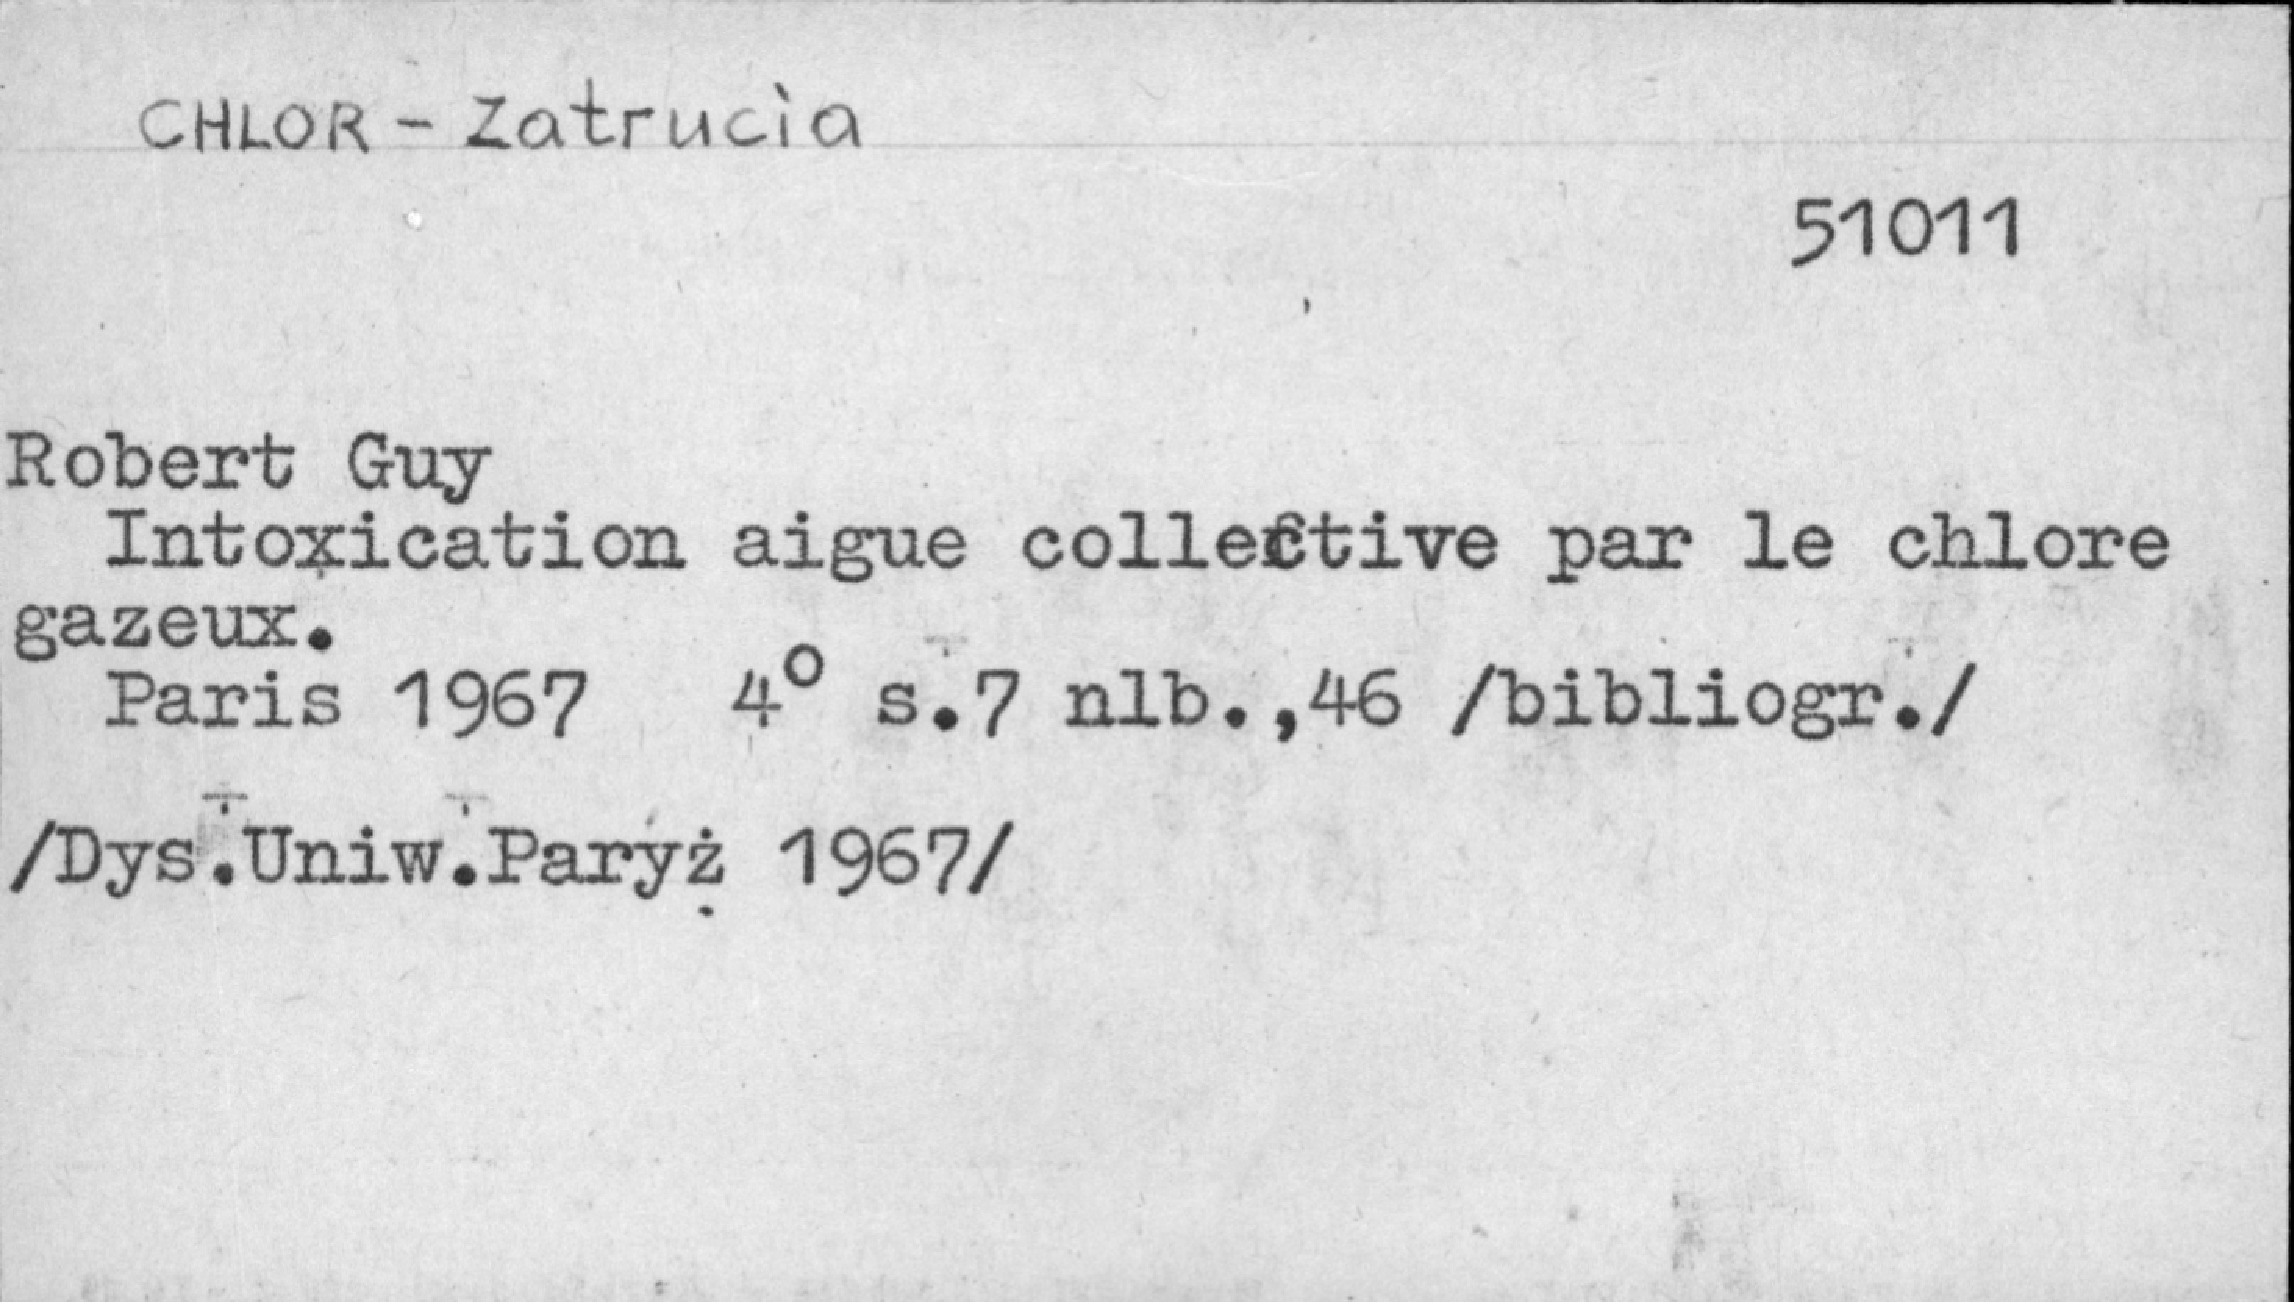 CHLOR - Zatrucia
51011
Robert Guy
Intoxication aigue collective par le chlore
gazeux.
Paris 1967 4° s.7 nlb.,46 /bibliogr./
/Dys.Uniw.Paryż 1967/